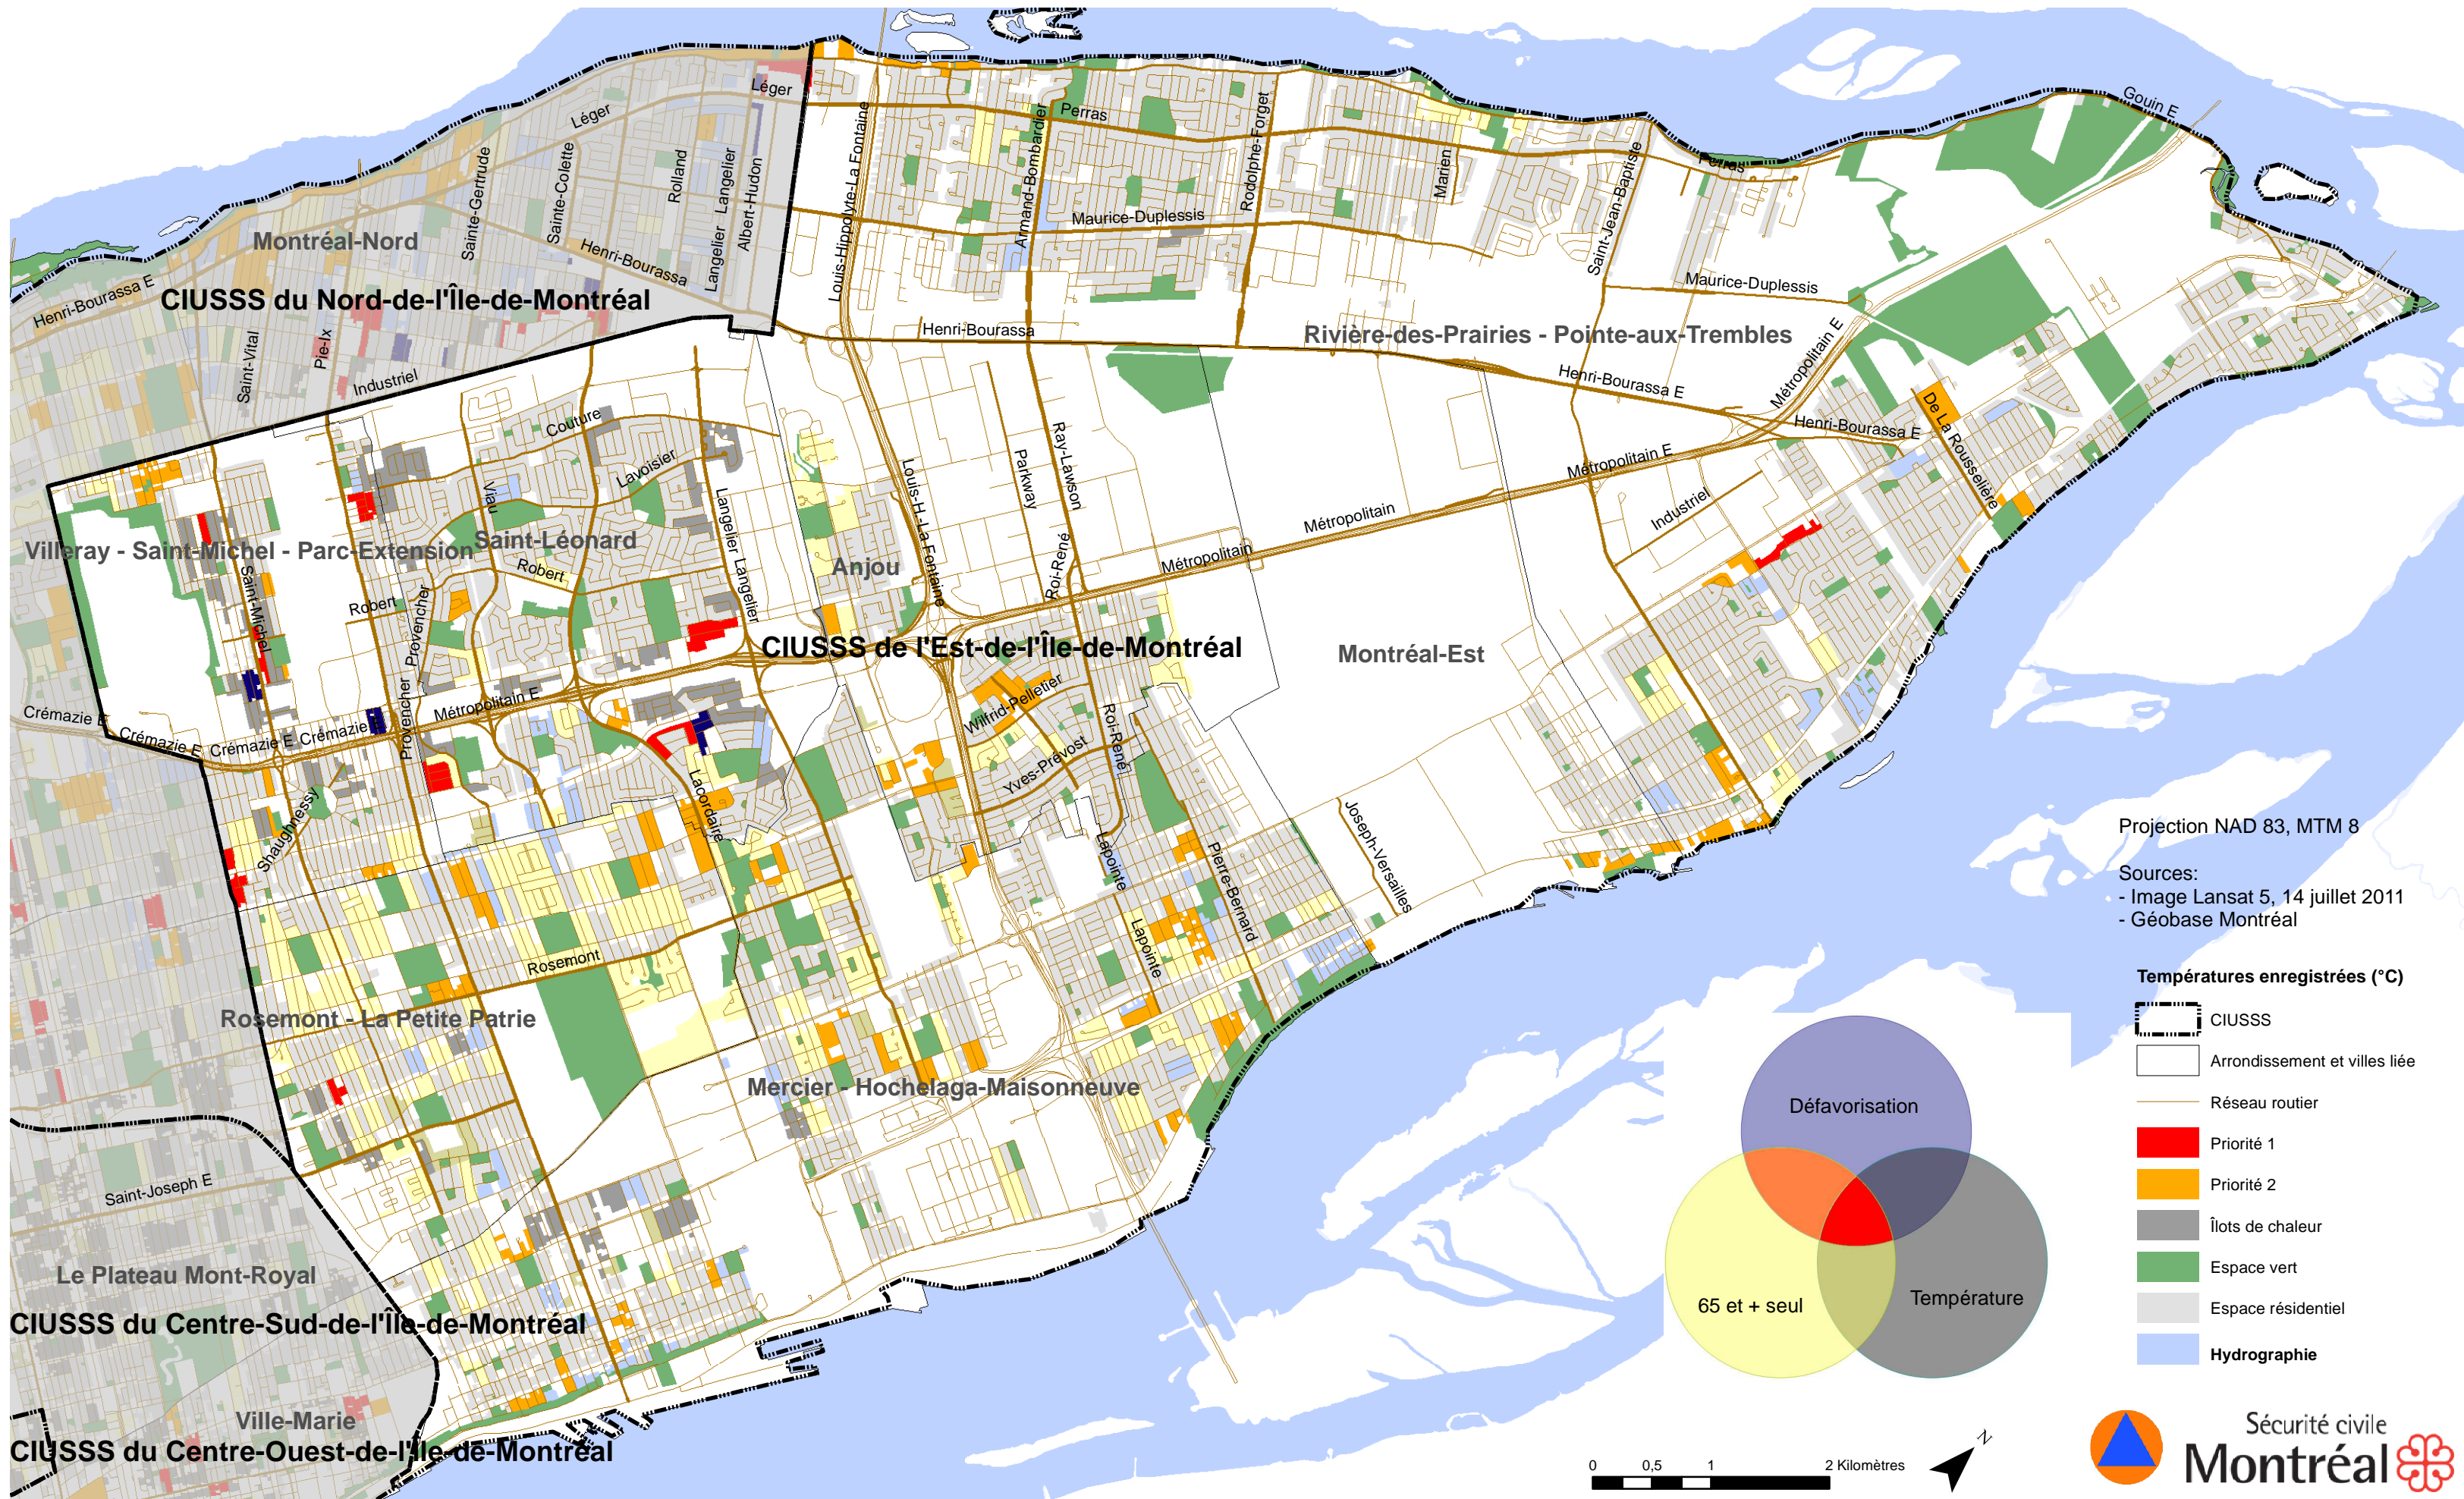 Léger
Léger
Perras
Gouin E
Louis-Hippolyte-La Fontaine
Armand-Bombardier
Rodolphe-Forget
Marien
Saint-Jean-Baptiste
Perras
Sainte-Gertrude
Sainte-Colette
Rolland
Langelier
Langelier
Albert-Hudon
Maurice-Duplessis
Montréal-Nord
Henri-Bourassa
Henri-Bourassa E
CIUSSS du Nord-de-l'Île-de-Montréal
Maurice-Duplessis
Henri-Bourassa
Rivière-des-Prairies - Pointe-aux-Trembles
Saint-Vital
Pie-Ix
Industriel
Métropolitain E
Henri-Bourassa E
Henri-Bourassa E
De La Rousselière
Couture
Lavoisier
Viau
Parkway
Ray-Lawson
Louis-H.-La Fontaine
Métropolitain E
Métropolitain
Industriel
Villeray - Saint-Michel - Parc-Extension
Saint-Léonard
Langelier
Langelier
Anjou
Saint-Michel
Robert
Robert
Provencher
Provencher
Roi-René
Métropolitain
CIUSSS de l'Est-de-l'Île-de-Montréal
Montréal-Est
Crémazie E
Crémazie E
Crémazie E
Crémazie
Provencher
Métropolitain E
Wilfrid-Pelletier
Roi-René
Yves-Prévost
Lacordaire
Shaughnessy
Lapointe
Pierre-Bernard
Joseph-Versailles
Lapointe
Rosemont
Rosemont - La Petite Patrie
Mercier - Hochelaga-Maisonneuve
Saint-Joseph E
Le Plateau Mont-Royal
CIUSSS du Centre-Sud-de-l'Île-de-Montréal
Ville-Marie
CIUSSS du Centre-Ouest-de-l'Île-de-Montréal
Projection NAD 83, MTM 8
Sources:
- Image Lansat 5, 14 juillet 2011
- Géobase Montréal
Températures enregistrées (°C)
CIUSSS
Arrondissement et villes liée
Réseau routier
Priorité 1
Priorité 2
Îlots de chaleur
Espace vert
Espace résidentiel
Hydrographie
Défavorisation
65 et + seul
Température
0 0,5 1 2 Kilomètres
N
Sécurité civile
Montréal